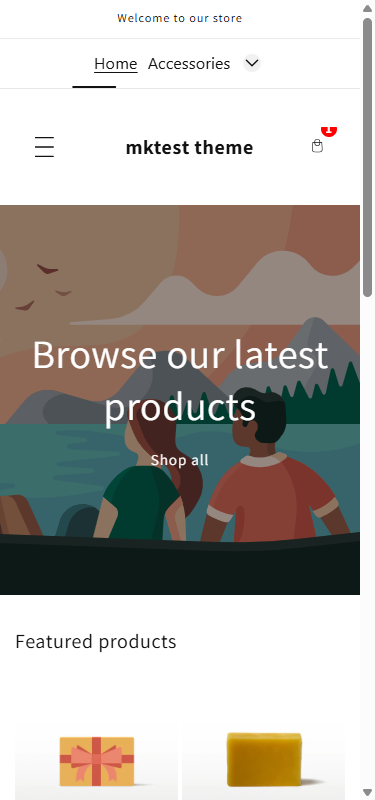 Welcome to our store
Home Accessories
mktest theme
1
Browse our latest
products
Shop all
Featured products